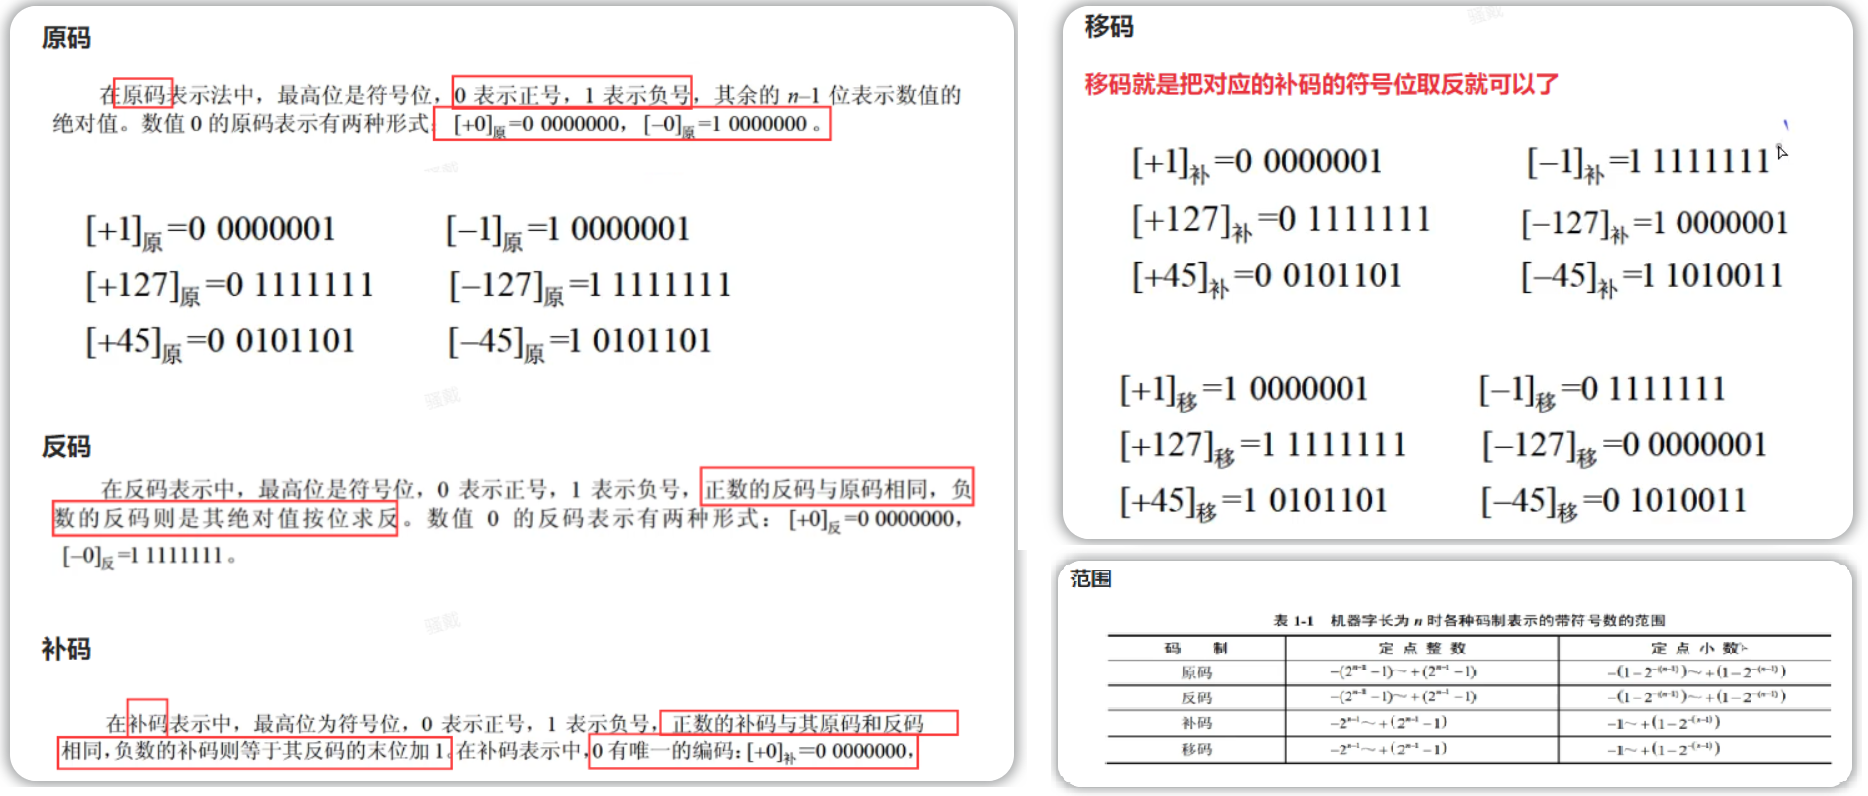 原码
在原码表示法中，最高位是符号位，0 表示正号，1 表示负号，其余的 n–1 位表示数值的
绝对值。数值 0 的原码表示有两种形式：[+0]原=0 0000000，[–0]原=1 0000000 。
[+1]原=0 0000001 [–1]原=1 0000001
[+127]原=0 1111111 [–127]原=1 1111111
[+45]原=0 0101101 [–45]原=1 0101101
骚戴
反码
在反码表示中，最高位是符号位，0 表示正号，1 表示负号，正数的反码与原码相同，负
数的反码则是其绝对值按位求反。数值 0 的反码表示有两种形式：[+0]反=0 0000000，
[–0]反=1 1111111。
骚戴
补码
在补码表示中，最高位为符号位，0 表示正号，1 表示负号，正数的补码与其原码和反码
相同，负数的补码则等于其反码的末位加 1。在补码表示中，0 有唯一的编码：[+0]补=0 0000000，
骚戴
移码
移码就是把对应的补码的符号位取反就可以了
[+1]补=0 0000001 [–1]补=1 1111111
[+127]补=0 1111111 [–127]补=1 0000001
[+45]补=0 0101101 [–45]补=1 1010011
[+1]移=1 0000001 [–1]移=0 1111111
[+127]移=1 1111111 [–127]移=0 0000001
[+45]移=1 0101101 [–45]移=0 1010011
范围
表 1-1 机器字长为 n 时各种码制表示的带符号数的范围
码 制 定 点 整 数 定 点 小 数
原码 –(2ⁿ⁻¹–1)～+(2ⁿ⁻¹–1) –(1–2⁻⁽ⁿ⁻¹⁾)～+(1–2⁻⁽ⁿ⁻¹⁾)
反码 –(2ⁿ⁻¹–1)～+(2ⁿ⁻¹–1) –(1–2⁻⁽ⁿ⁻¹⁾)～+(1–2⁻⁽ⁿ⁻¹⁾)
补码 –2ⁿ⁻¹～+(2ⁿ⁻¹–1) –1～+(1–2⁻⁽ⁿ⁻¹⁾)
移码 –2ⁿ⁻¹～+(2ⁿ⁻¹–1) –1～+(1–2⁻⁽ⁿ⁻¹⁾)